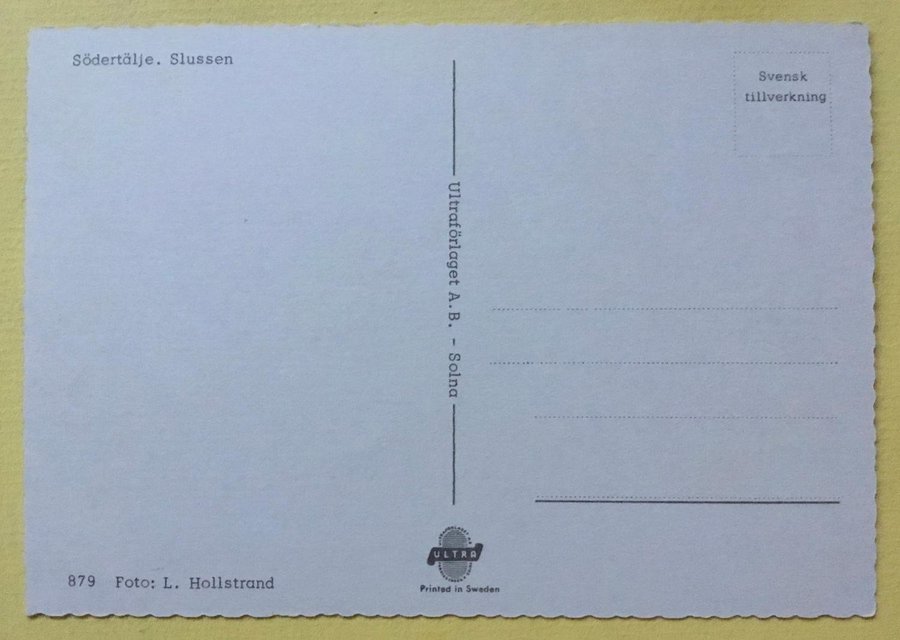 Södertälje. Slussen
Svensk
tillverkning
Ultraförlaget A.B. - Solna
879 Foto: L. Hollstrand
ULTRA
Printed in Sweden